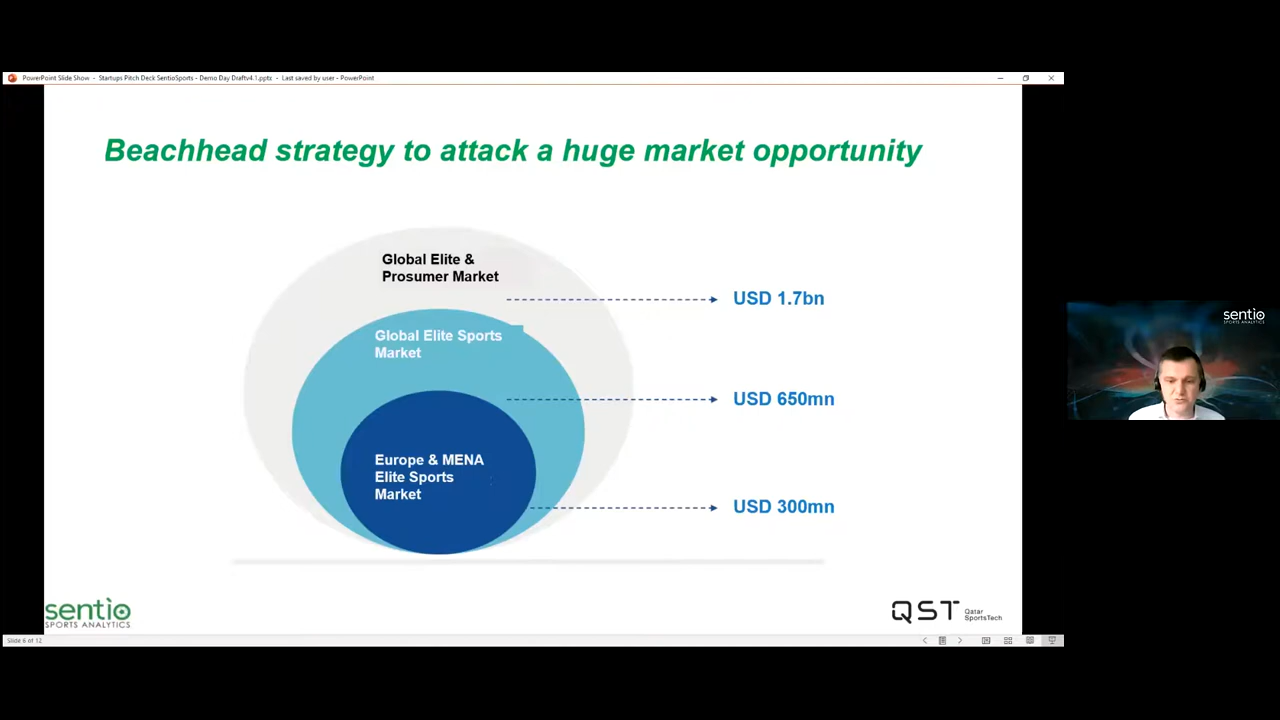 PowerPoint Slide Show - Startups Pitch Deck SentioSports - Demo Day Draftv4.1.pptx - Last saved by user - PowerPoint
Beachhead strategy to attack a huge market opportunity
Global Elite &
Prosumer Market
USD 1.7bn
Global Elite Sports
Market
USD 650mn
Europe & MENA
Elite Sports
Market
USD 300mn
sentio
SPORTS ANALYTICS
QST
Qatar
SportsTech
Slide 6 of 12
sentio
SPORTS ANALYTICS